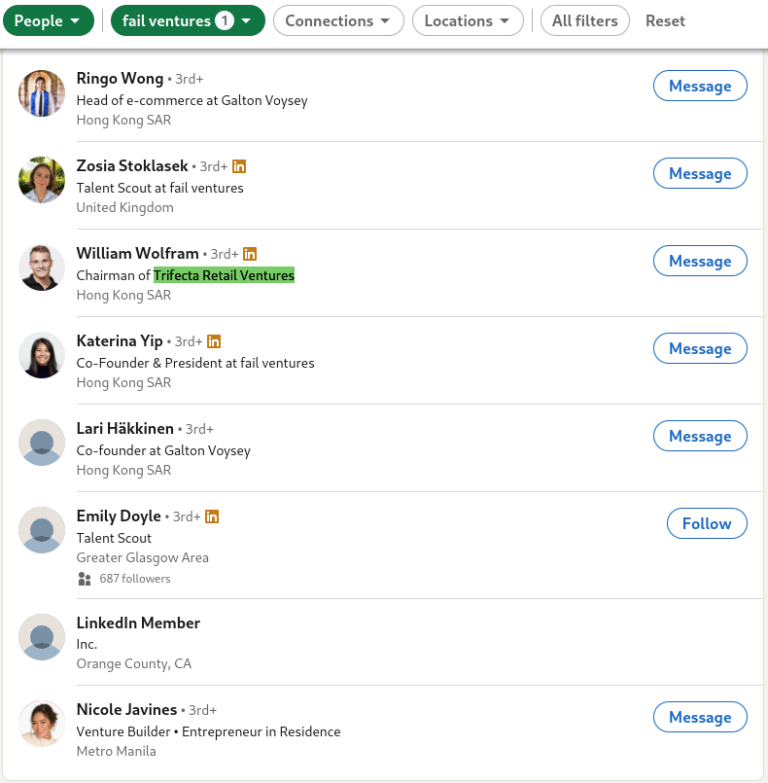 People
fail ventures 1
Connections
Locations
All filters
Reset
Ringo Wong • 3rd+
Head of e-commerce at Galton Voysey
Hong Kong SAR
Message
Zosia Stoklasek • 3rd+ in
Talent Scout at fail ventures
United Kingdom
Message
William Wolfram • 3rd+ in
Chairman of Trifecta Retail Ventures
Hong Kong SAR
Message
Katerina Yip • 3rd+ in
Co-Founder & President at fail ventures
Hong Kong SAR
Message
Lari Häkkinen • 3rd+
Co-founder at Galton Voysey
Hong Kong SAR
Message
Emily Doyle • 3rd+ in
Talent Scout
Greater Glasgow Area
687 followers
Follow
LinkedIn Member
Inc.
Orange County, CA
Nicole Javines • 3rd+
Venture Builder • Entrepreneur in Residence
Metro Manila
Message